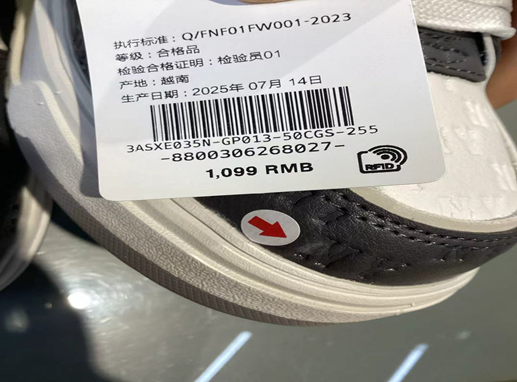 执行标准：Q/FNF01FW001-2023
等级：合格品
检验合格证明：检验员01
产地：越南
生产日期：2025年 07月 14日
3ASXE035N-GP013-50CGS-255
-8800306268027-
1,099 RMB
RFID